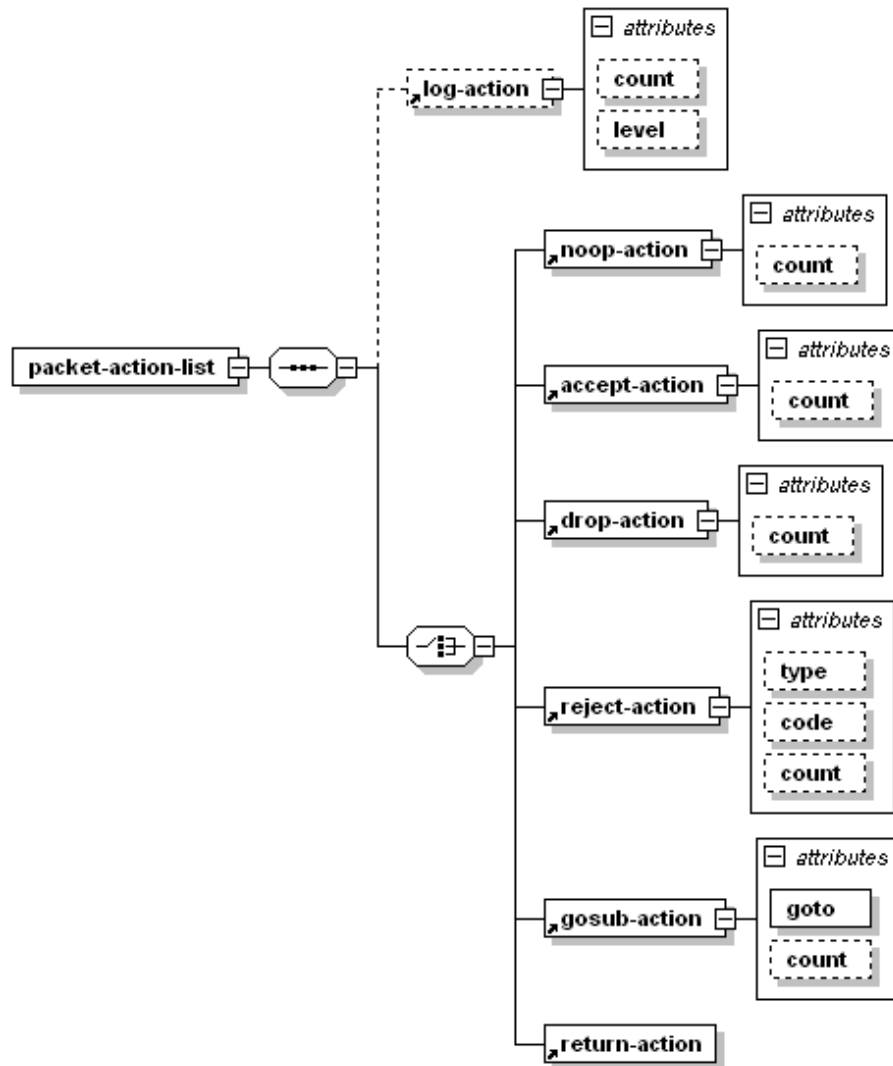 attributes
log-action
count
level
attributes
noop-action
count
packet-action-list
attributes
accept-action
count
attributes
drop-action
count
attributes
type
reject-action
code
count
attributes
gosub-action
goto
count
return-action